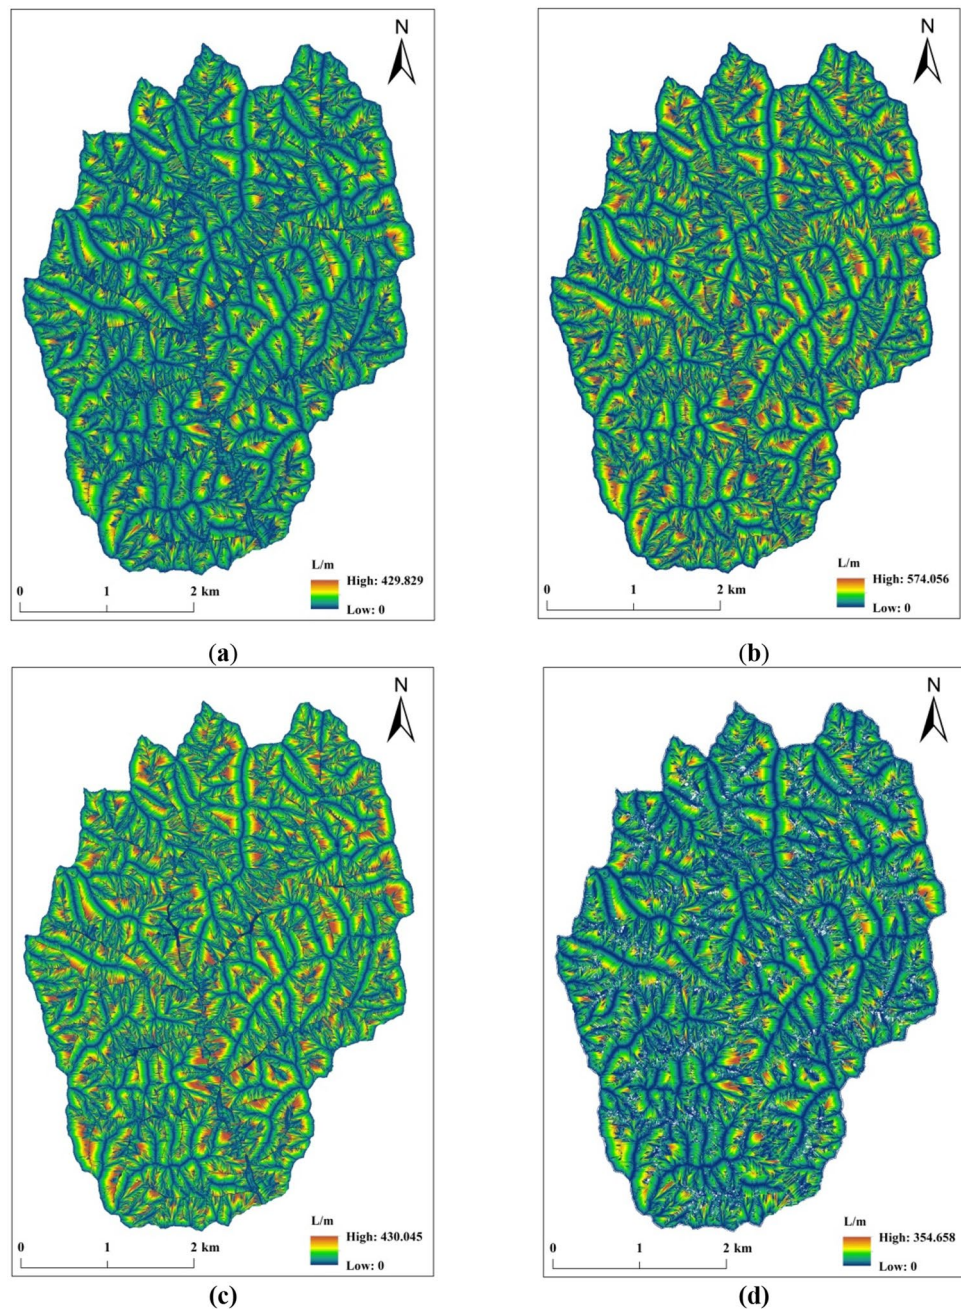 N
L/m
High: 429.829
Low: 0
0 1 2 km
(a)
N
L/m
High: 574.056
Low: 0
0 1 2 km
(b)
N
L/m
High: 430.045
Low: 0
0 1 2 km
(c)
N
L/m
High: 354.658
Low: 0
0 1 2 km
(d)